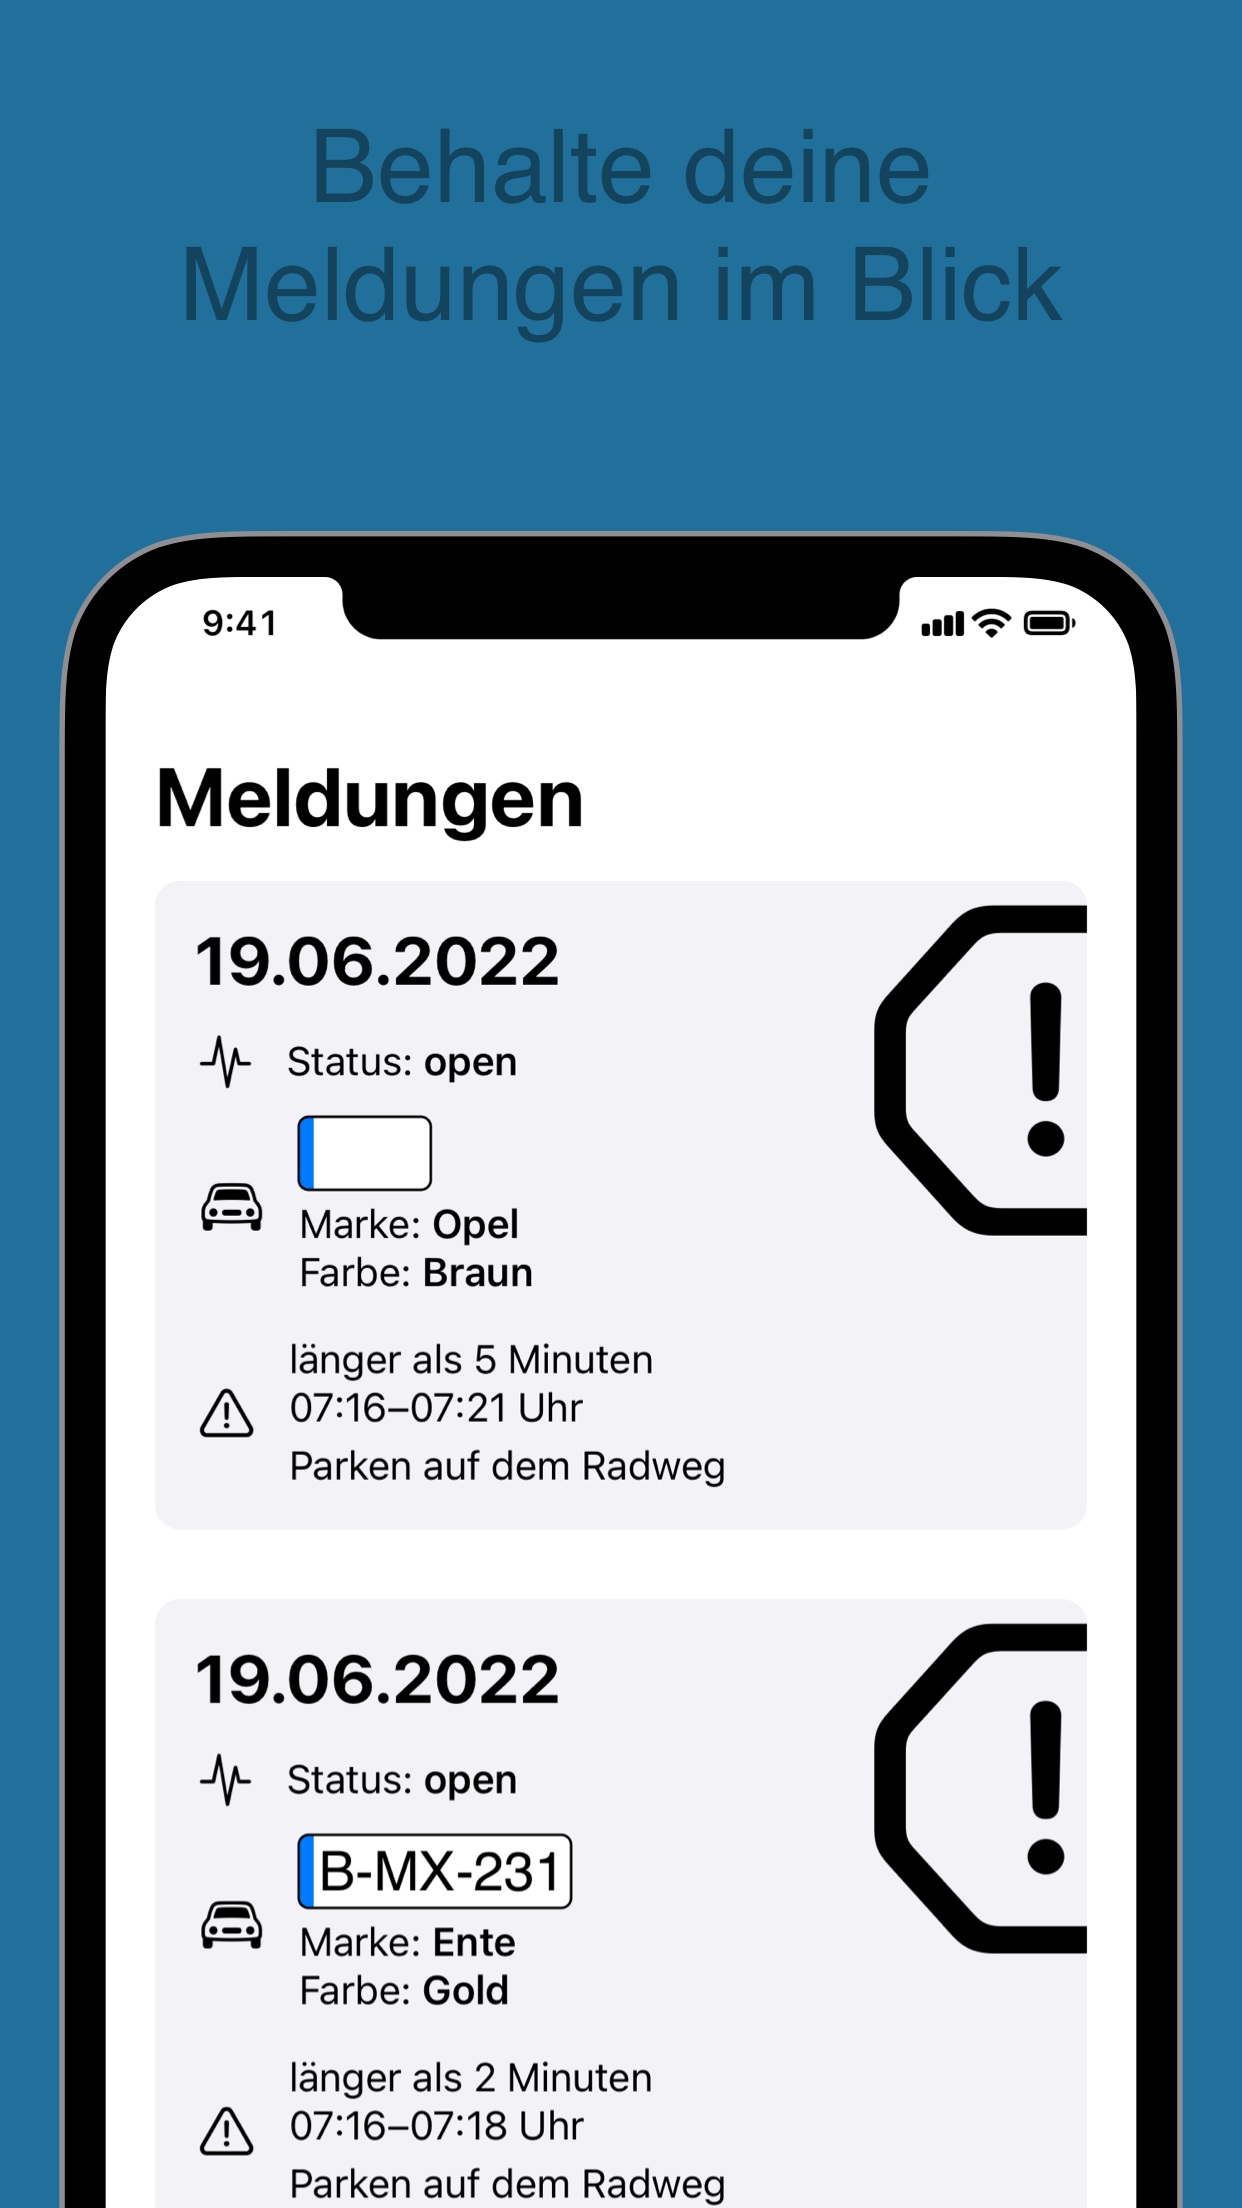 Behalte deine
Meldungen im Blick
9:41
Meldungen
19.06.2022
Status: open
Marke: Opel
Farbe: Braun
länger als 5 Minuten
07:16–07:21 Uhr
Parken auf dem Radweg
19.06.2022
Status: open
B-MX-231
Marke: Ente
Farbe: Gold
länger als 2 Minuten
07:16–07:18 Uhr
Parken auf dem Radweg